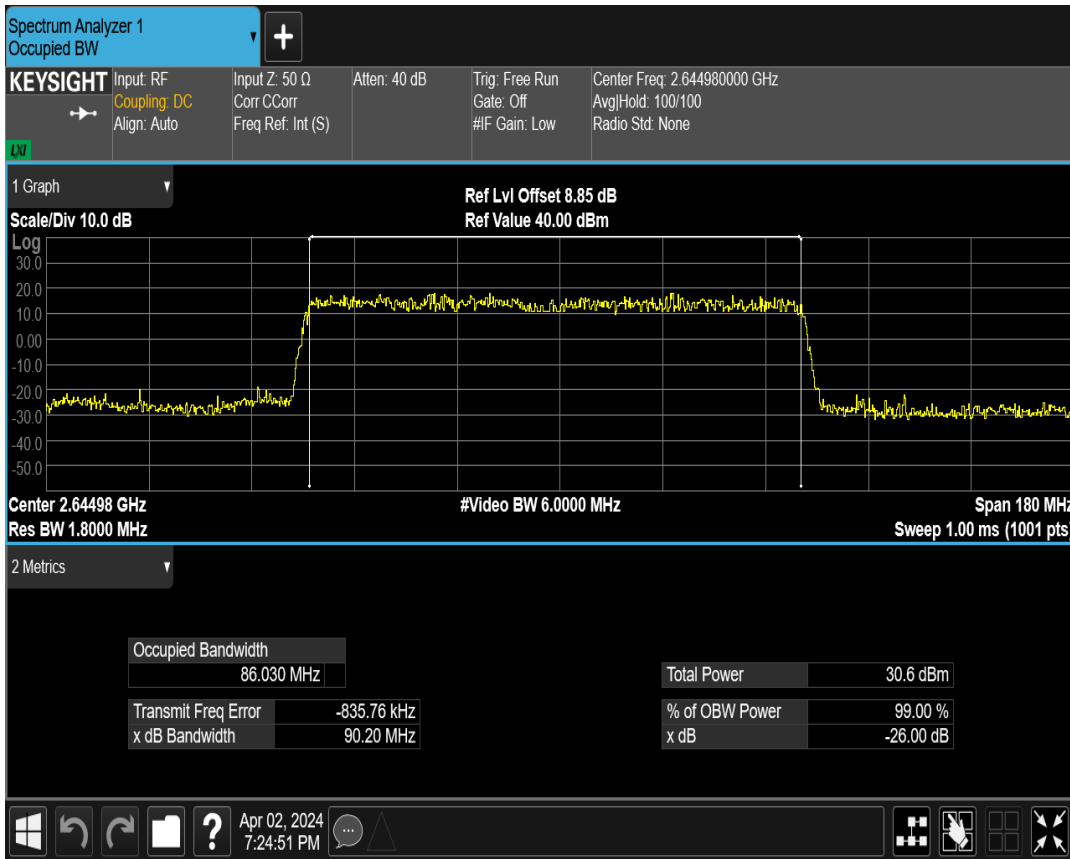 Spectrum Analyzer 1
Occupied BW
+
KEYSIGHT
LXI
Input: RF
Coupling: DC
Align: Auto
Input Z: 50 Ω
Corr CCorr
Freq Ref: Int (S)
Atten: 40 dB
Trig: Free Run
Gate: Off
#IF Gain: Low
Center Freq: 2.644980000 GHz
Avg|Hold: 100/100
Radio Std: None
1 Graph
Scale/Div 10.0 dB
Ref Lvl Offset 8.85 dB
Ref Value 40.00 dBm
Log
30.0
20.0
10.0
0.00
-10.0
-20.0
-30.0
-40.0
-50.0
Center 2.64498 GHz
#Video BW 6.0000 MHz
Span 180 MHz
Res BW 1.8000 MHz
Sweep 1.00 ms (1001 pts)
2 Metrics
Occupied Bandwidth
86.030 MHz
Total Power 30.6 dBm
Transmit Freq Error -835.76 kHz
% of OBW Power 99.00 %
x dB Bandwidth 90.20 MHz
x dB -26.00 dB
?
Apr 02, 2024
7:24:51 PM